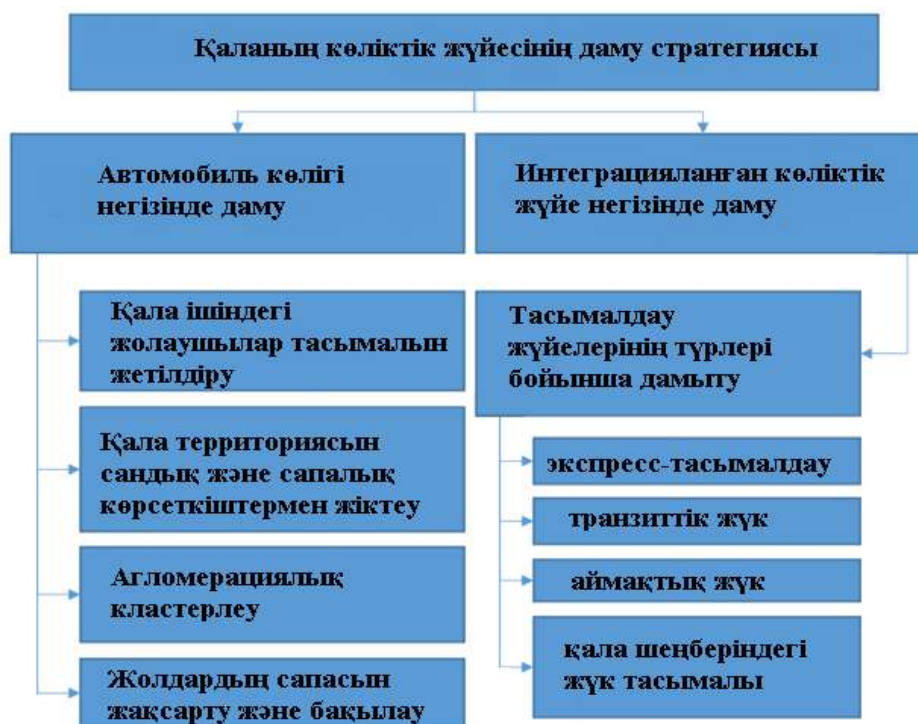 Қаланың көліктік жүйесінің даму стратегиясы
Автомобиль көлігі
негізінде даму
Интеграцияланған көліктік
жүйе негізінде даму
Қала ішіндегі
жолаушылар тасымалын
жетілдіру
Қала территориясын
сандық және сапалық
көрсеткіштермен жіктеу
Агломерациялық
кластерлеу
Жолдардың сапасын
жақсарту және бақылау
Тасымалдау
жүйелерінің түрлері
бойынша дамыту
экспресс-тасымалдау
транзиттік жүк
аймақтық жүк
қала шеңберіндегі
жүк тасымалы